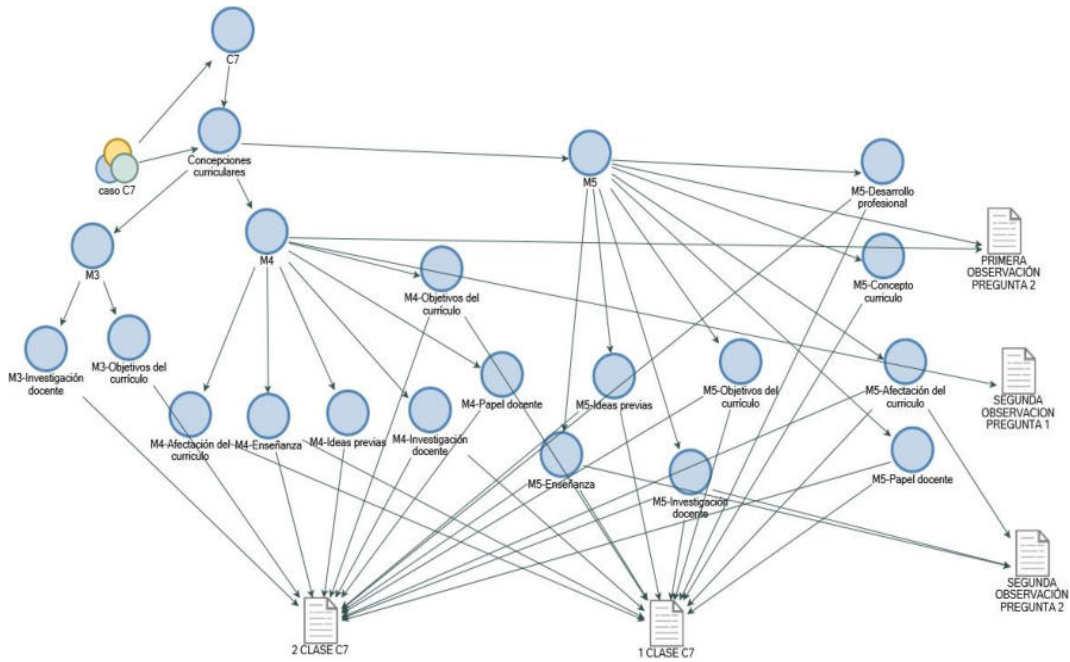 C7
Concepciones
curriculares
caso C7
M5
M5-Desarrollo
profesional
M3
M4
M4-Objetivos del
currículo
M5-Concepto
curriculo
PRIMERA
OBSERVACIÓN
PREGUNTA 2
M3-Investigación
docente
M3-Objetivos del
currículo
M4-Afectación del
curriculo
M4-Enseñanza
M4-Ideas previas
M4-Investigación
docente
M4-Papel docente
M5-Ideas previas
M5-Objetivos del
currículo
M5-Afectación del
curriculo
SEGUNDA
OBSERVACION
PREGUNTA 1
M5-Enseñanza
M5-Investigación
docente
M5-Papel docente
SEGUNDA
OBSERVACIÓN
PREGUNTA 2
2 CLASE C7
1 CLASE C7